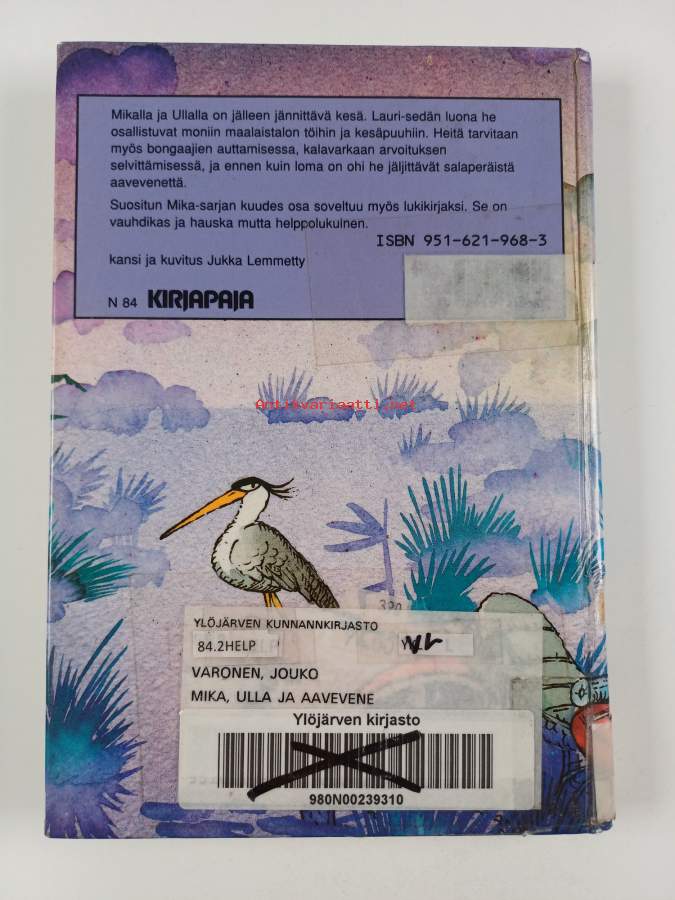 Mikalla ja Ullalla on jälleen jännittävä kesä. Lauri-sedän luona he
osallistuvat moniin maalaistalon töihin ja kesäpuuhiin. Heitä tarvitaan
myös bongaajien auttamisessa, kalavarkaan arvoituksen
selvittämisessä, ja ennen kuin loma on ohi he jäljittävät salaperäistä
aavevenettä.
Suositun Mika-sarjan kuudes osa soveltuu myös lukikirjaksi. Se on
vauhdikas ja hauska mutta helppolukuinen.
ISBN 951-621-968-3
kansi ja kuvitus Jukka Lemmetty
N 84 KIRJAPAJA
Antikvariaatti.net
YLÖJÄRVEN KUNNANNKIRJASTO
84.2HELP
VARONEN, JOUKO
MIKA, ULLA JA AAVEVENE
Ylöjärven kirjasto
980N00239310